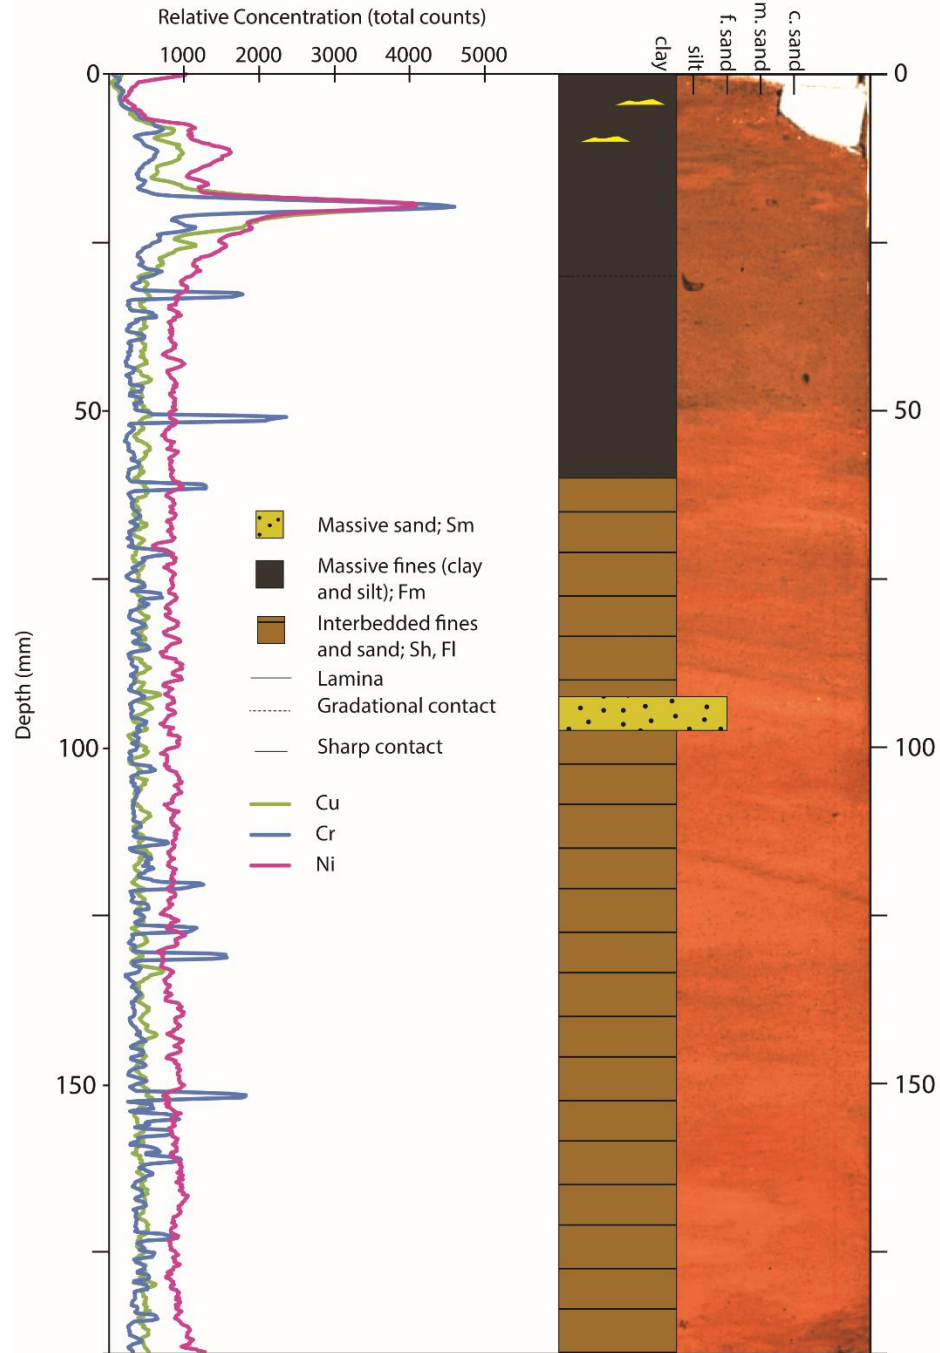 Relative Concentration (total counts)
1000 2000 3000 4000 5000
clay
silt
f. sand
m. sand
c. sand
0 0
50 50
100 100
150 150
Depth (mm)
Massive sand; Sm
Massive fines (clay
and silt); Fm
Interbedded fines
and sand; Sh, Fl
Lamina
Gradational contact
Sharp contact
Cu
Cr
Ni